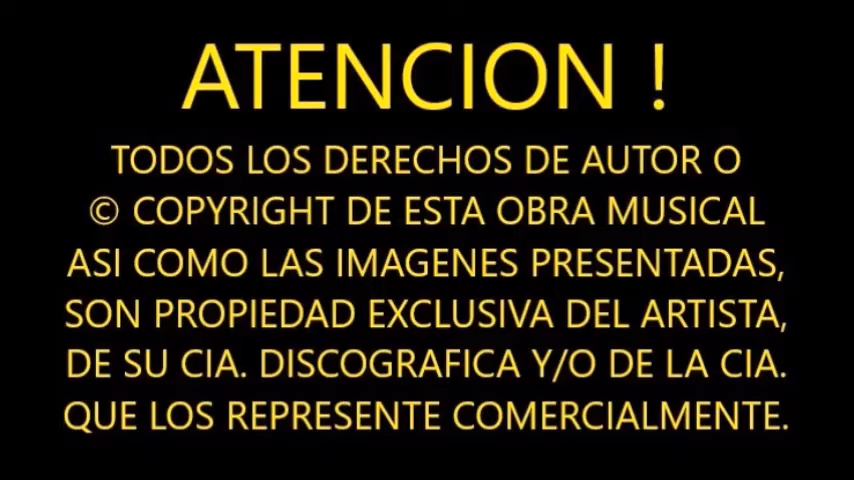 ATENCION !
TODOS LOS DERECHOS DE AUTOR O
© COPYRIGHT DE ESTA OBRA MUSICAL
ASI COMO LAS IMAGENES PRESENTADAS,
SON PROPIEDAD EXCLUSIVA DEL ARTISTA,
DE SU CIA. DISCOGRAFICA Y/O DE LA CIA.
QUE LOS REPRESENTE COMERCIALMENTE.